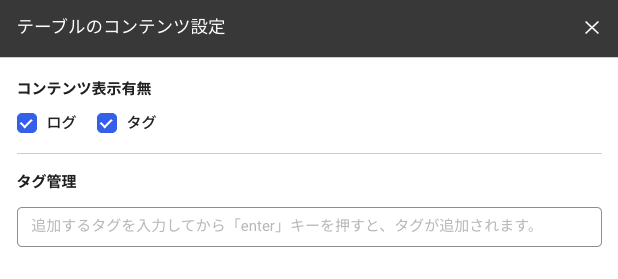 テーブルのコンテンツ設定
コンテンツ表示有無
ログ タグ
タグ管理
追加するタグを入力してから「enter」キーを押すと、タグが追加されます。